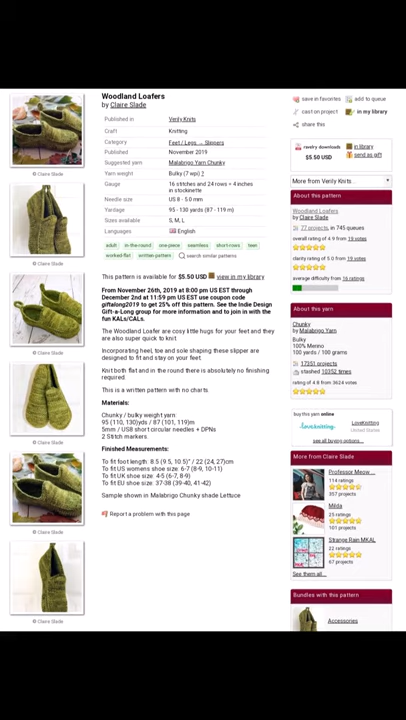 Woodland Loafers
by Claire Slade
Published in Verily Knits
Craft Knitting
Category Feet / Legs → Slippers
Published November 2019
Suggested yarn Malabrigo Yarn Chunky
Yarn weight Bulky (7 wpi) ?
Gauge 16 stitches and 24 rows = 4 inches
in stockinette
Needle size US 8 - 5.0 mm
Yardage 95 - 130 yards (87 - 119 m)
Sizes available S, M, L
Languages English
adult in-the-round one-piece seamless short rows teen
worked-flat written pattern search similar patterns
This pattern is available for $5.50 USD view in my library
From November 26th, 2019 at 8:00 pm US EST through
December 2nd at 11:59 pm US EST use coupon code
giftalong2019 to get 25% off this pattern. See the Indie Design
Gift-a-Long group for more information and to join in with the
fun KALs/CALs.
The Woodland Loafer are cosy little hugs for your feet and they
are also super quick to knit.
Incorporating heel, toe and sole shaping these slipper are
designed to fit and stay on your feet.
Knit both flat and in the round there is absolutely no finishing
required.
This is a written pattern with no charts
Materials:
Chunky / bulky weight yarn:
95 (110, 130)yds / 87 (101, 119)m
5mm / US8 short circular needles + DPNs
2 Stitch markers.
Finished Measurements:
To fit foot length: 8.5 (9.5, 10.5)" / 22 (24, 27)cm
To fit US womens shoe size: 6-7 (8-9, 10-11)
To fit UK shoe size: 4-5 (6-7, 8-9)
To fit EU shoe size: 37-38 (39-40, 41-42)
Sample shown in Malabrigo Chunky shade Lettuce
Report a problem with this page
© Claire Slade
© Claire Slade
© Claire Slade
© Claire Slade
© Claire Slade
© Claire Slade
save in favorites add to queue
cast on project in my library
share this
ravelry downloads in library
$5.50 USD send as gift
More from Verily Knits
About this pattern
Woodland Loafers
by Claire Slade
77 projects, in 745 queues
overall rating of 4.9 from 19 votes
clarity rating of 5.0 from 19 votes
average difficulty from 16 ratings
About this yarn
Chunky
by Malabrigo Yarn
Bulky
100% Merino
100 yards / 100 grams
17351 projects
stashed 10352 times
rating of 4.8 from 3624 votes
buy this yarn online
LoveKnitting
United States
see all buying options...
More from Claire Slade
Professor Meow ...
114 ratings
357 projects
Milda
25 ratings
101 projects
Strange Rain MKAL
22 ratings
67 projects
See them all...
Bundles with this pattern
Accessories